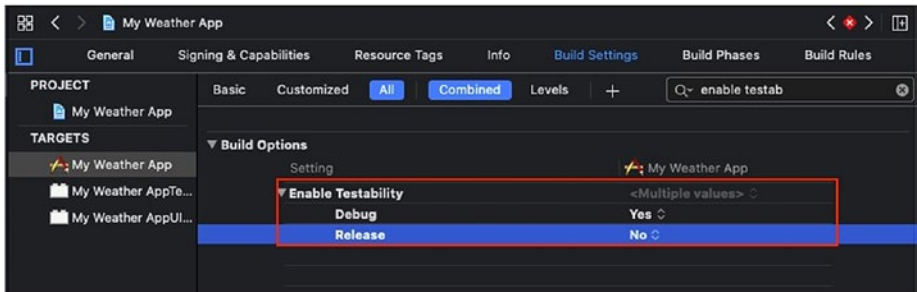 My Weather App
General Signing & Capabilities Resource Tags Info Build Settings Build Phases Build Rules
PROJECT
My Weather App
TARGETS
My Weather App
My Weather AppTe...
My Weather AppUI...
Basic Customized All Combined Levels + enable testab
Build Options
Setting My Weather App
Enable Testability <Multiple values>
Debug Yes
Release No